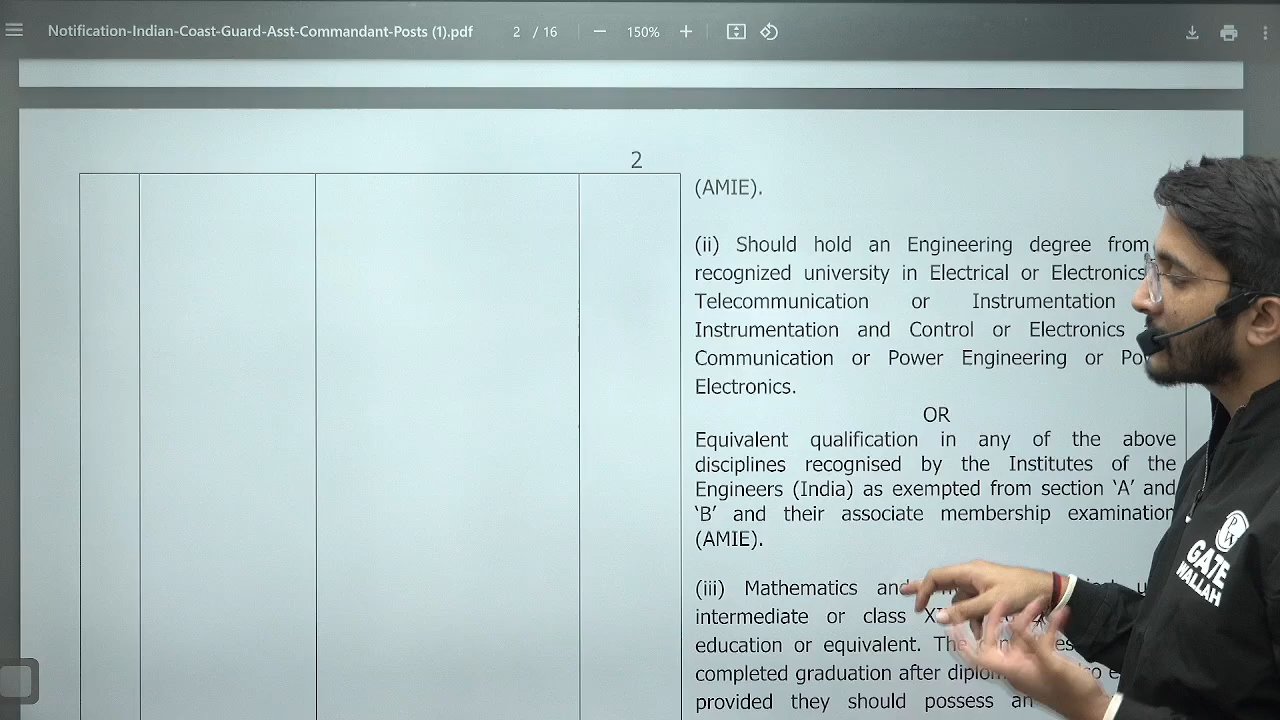 Notification-Indian-Coast-Guard-Asst-Commandant-Posts (1).pdf 2 / 16 150%
2
(AMIE).
(ii) Should hold an Engineering degree from
recognized university in Electrical or Electronics
Telecommunication or Instrumentation
Instrumentation and Control or Electronics
Communication or Power Engineering or
Electronics.
OR
Equivalent qualification in any of the above
disciplines recognised by the Institutes of the
Engineers (India) as exempted from section ‘A’ and
‘B’ and their associate membership examination
(AMIE).
(iii) Mathematics and
intermediate or class
education or equivalent. The
completed graduation after
provided they should possess an
PW
GATE
WALLAH